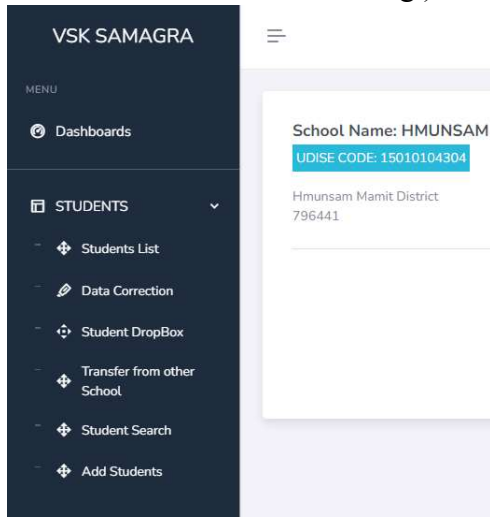 VSK SAMAGRA
MENU
Dashboards
STUDENTS
Students List
Data Correction
Student DropBox
Transfer from other
School
Student Search
Add Students
School Name: HMUNSAM
UDISE CODE: 15010104304
Hmunsam Mamit District
796441